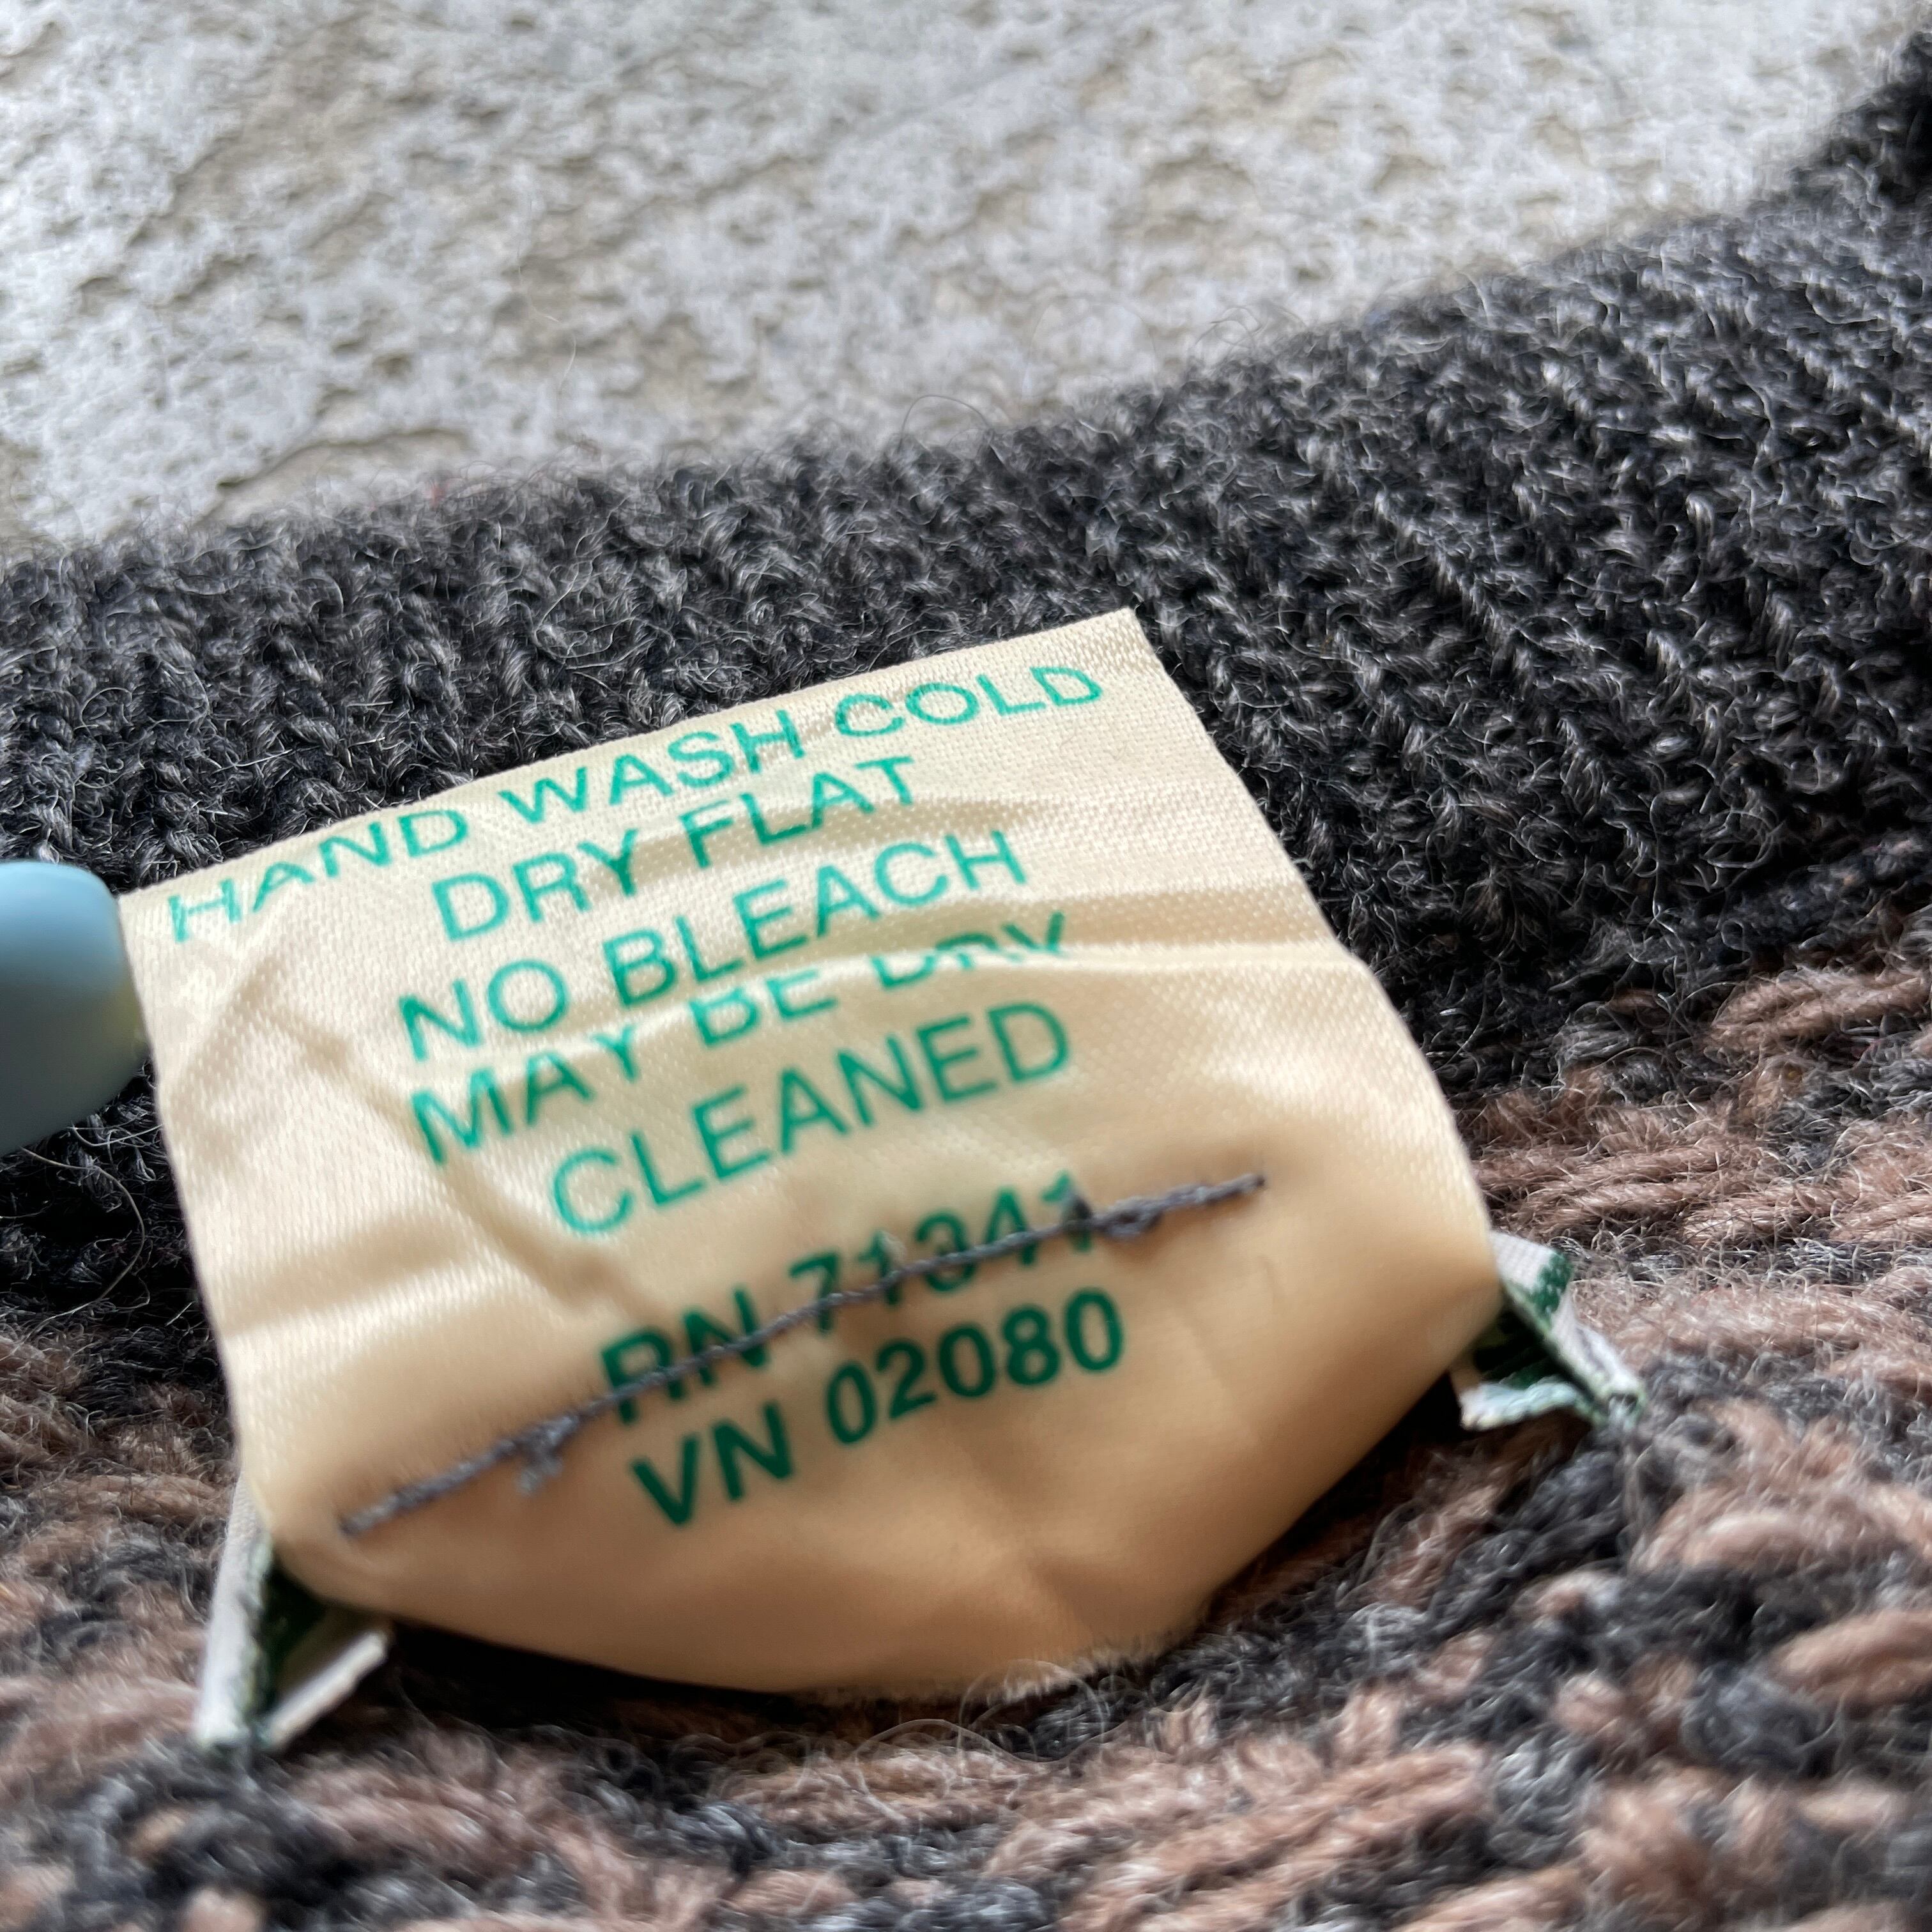 HAND WASH COLD
DRY FLAT
NO BLEACH
MAY BE DRY
CLEANED
RN 71341
VN 02080